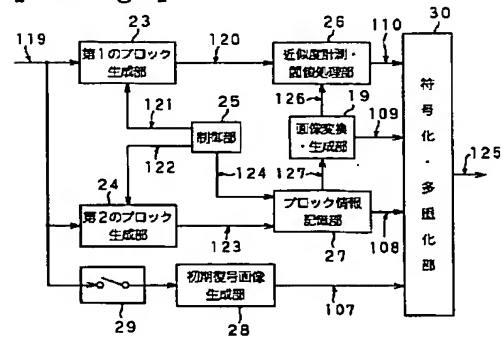 30
23
26
110
119
第1のブロック
生成部
120
近似度計測・
画像処理部
121
25
126
19
109
122
制御部
画像変換
・生成部
124
127
24
第2のブロック
生成部
123
ブロック情報
記憶部
108
27
符号化・多重化部
125
初期復号画像
生成部
29
28
107